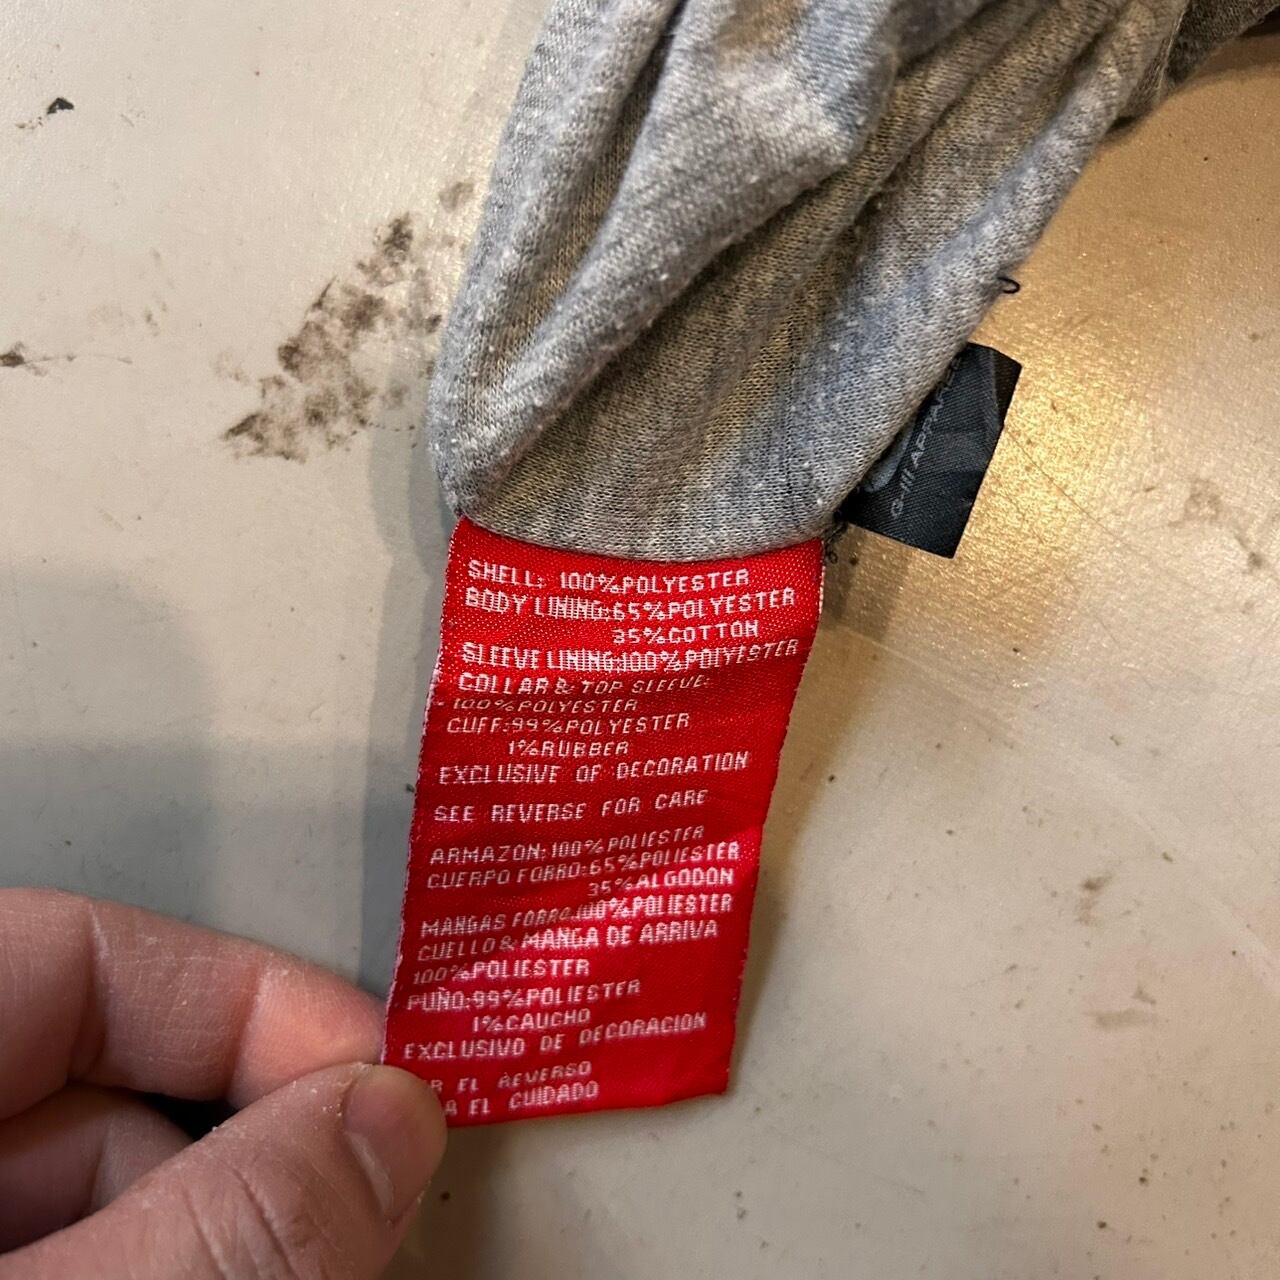 SHELL: 100%POLYESTER
BODY LINING:65%POLYESTER
35%COTTON
SLEEVE LINING:100%POLYESTER
COLLAR & TOP SLEEVE:
100%POLYESTER
CUFF:99%POLYESTER
1%RUBBER
EXCLUSIVE OF DECORATION
SEE REVERSE FOR CARE
ARMAZON:100%POLIESTER
CUERPO FORRO:65%POLIESTER
35%ALGODON
MANGAS FORRO:100%POLIESTER
CUELLO & MANGA DE ARRIVA
100%POLIESTER
PUÑO:99%POLIESTER
1%CAUCHO
EXCLUSIVO DE DECORACION
R EL REVERSO
A EL CUIDADO
G-III